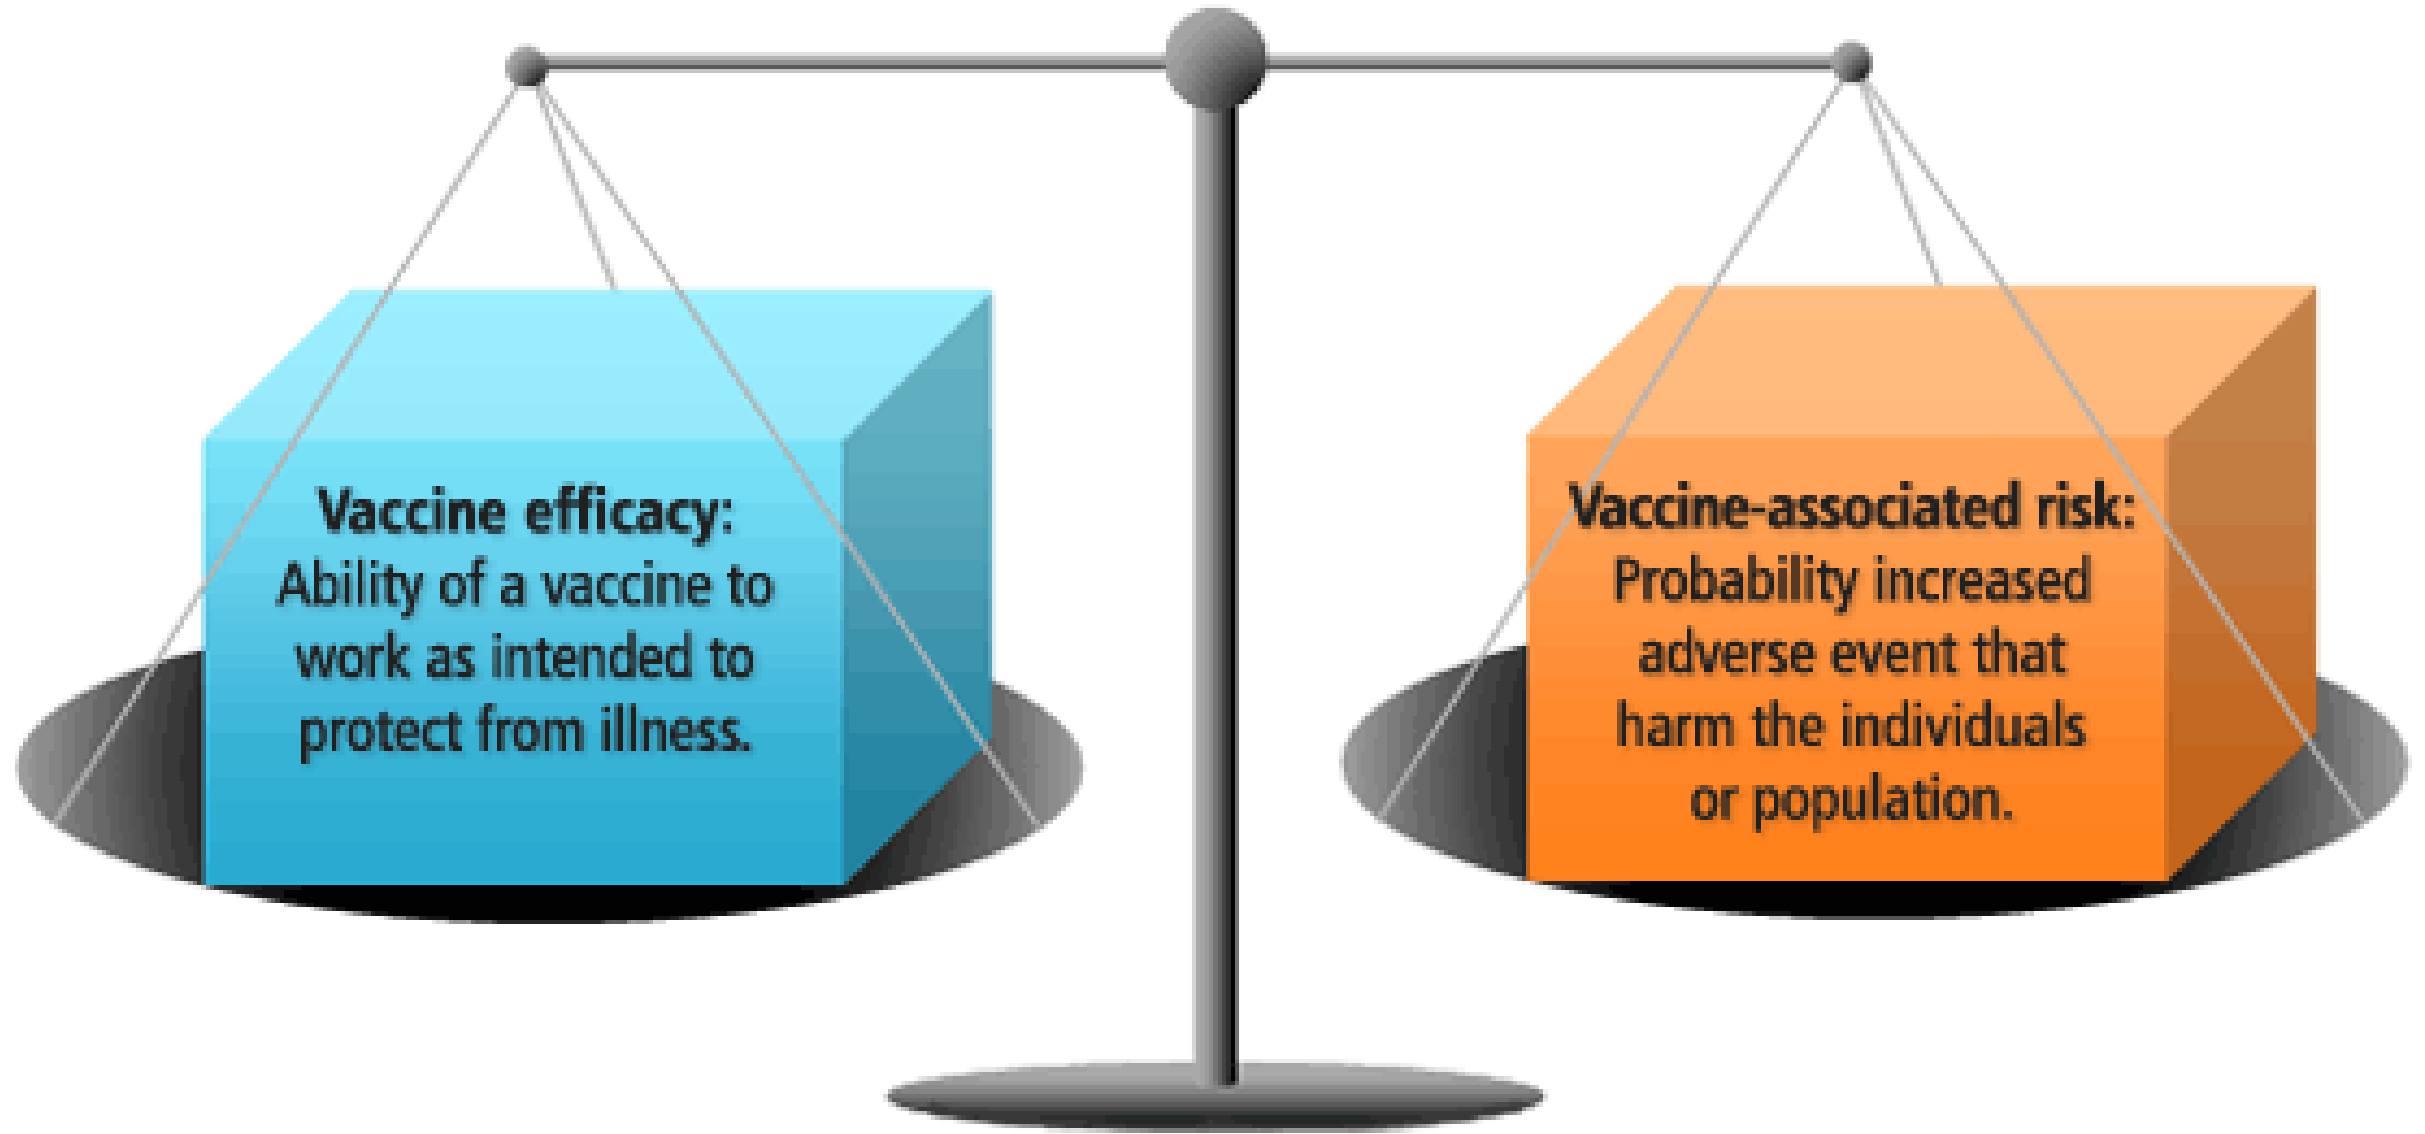 Vaccine efficacy:
Ability of a vaccine to
work as intended to
protect from illness.
Vaccine-associated risk:
Probability increased
adverse event that
harm the individuals
or population.